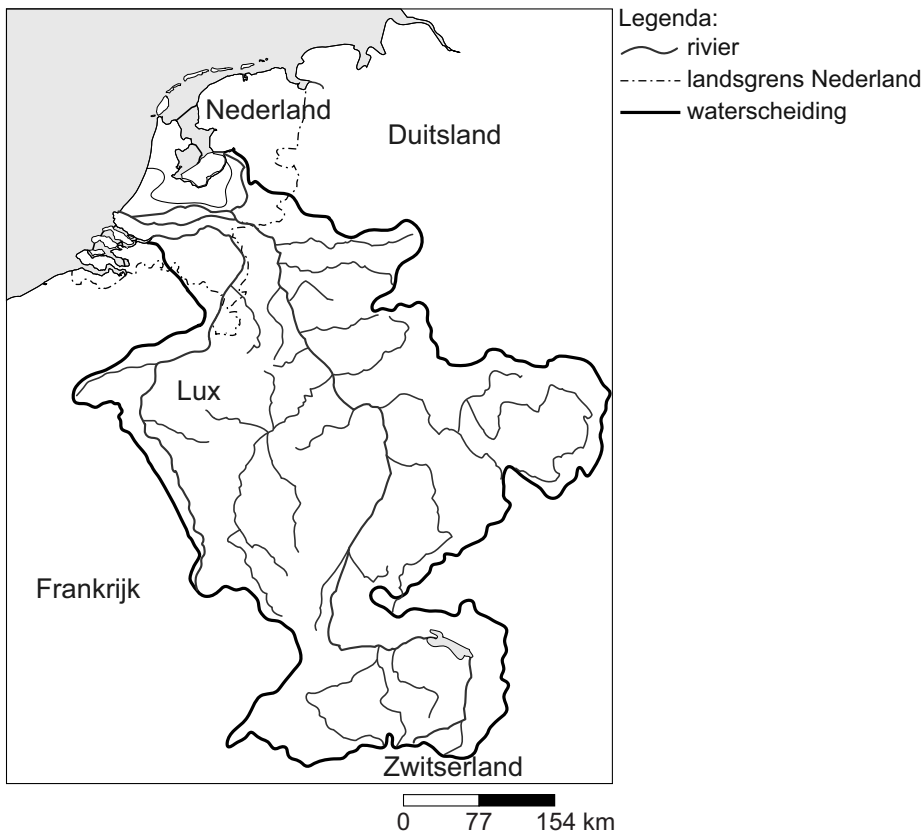 Legenda:
rivier
landsgrens Nederland
waterscheiding
Nederland
Duitsland
Lux
Frankrijk
Zwitserland
0 77 154 km